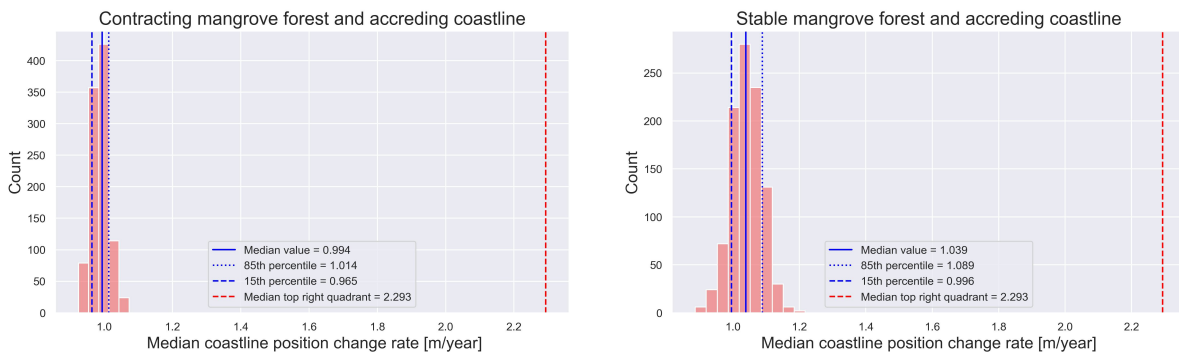 Contracting mangrove forest and accreding coastline
400
350
300
250
200
150
100
50
0
Count
Median value = 0.994
85th percentile = 1.014
15th percentile = 0.965
Median top right quadrant = 2.293
1.0 1.2 1.4 1.6 1.8 2.0 2.2
Median coastline position change rate [m/year]
Stable mangrove forest and accreding coastline
250
200
150
100
50
0
Count
Median value = 1.039
85th percentile = 1.089
15th percentile = 0.996
Median top right quadrant = 2.293
1.0 1.2 1.4 1.6 1.8 2.0 2.2
Median coastline position change rate [m/year]